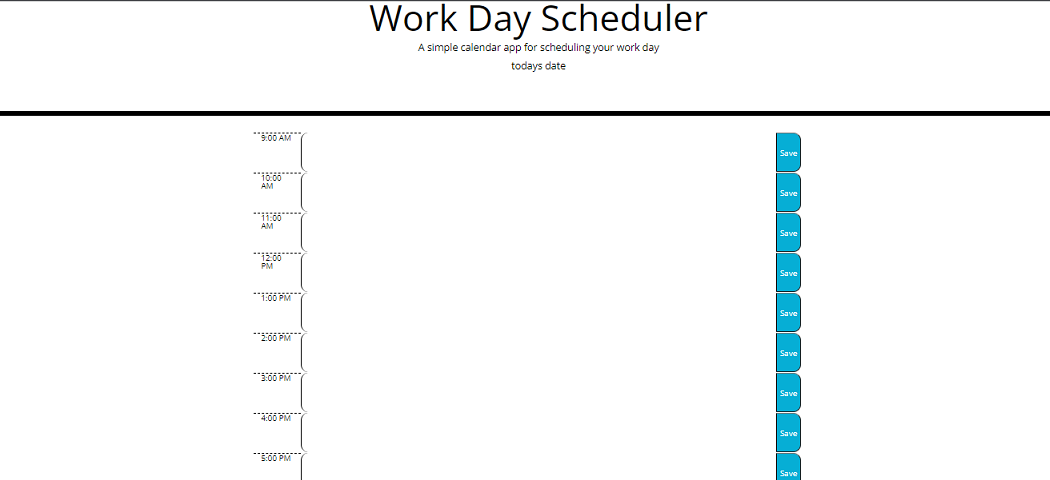 Work Day Scheduler
A simple calendar app for scheduling your work day
todays date
9:00 AM
Save
10:00
AM
Save
11:00
AM
Save
12:00
PM
Save
1:00 PM
Save
2:00 PM
Save
3:00 PM
Save
4:00 PM
Save
5:00 PM
Save